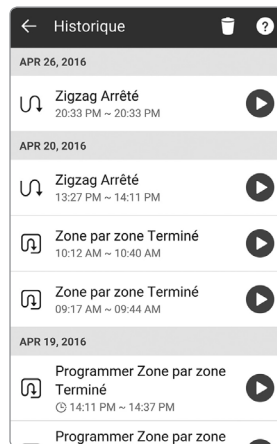 Historique
?
APR 26, 2016
Zigzag Arrêté
20:33 PM ~ 20:33 PM
APR 20, 2016
Zigzag Arrêté
13:27 PM ~ 14:11 PM
Zone par zone Terminé
10:12 AM ~ 10:40 AM
Zone par zone Terminé
09:17 AM ~ 09:44 AM
APR 19, 2016
Programmer Zone par zone
Terminé
14:11 PM ~ 14:37 PM
Programmer Zone par zone